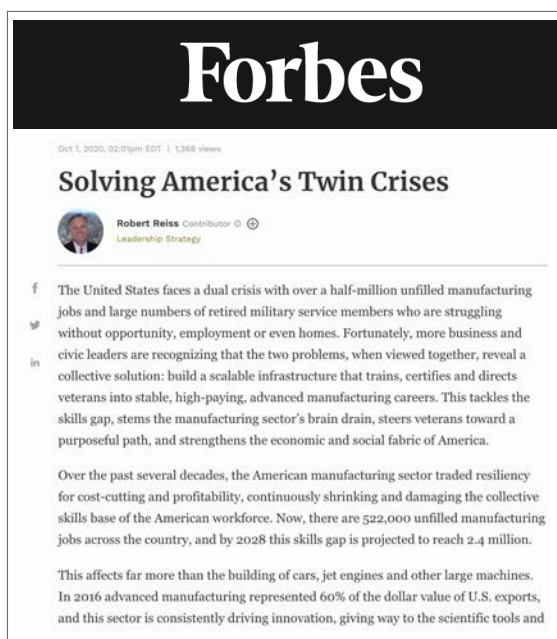 Forbes
Oct 1, 2020, 02:01pm EDT | 1,368 views
Solving America's Twin Crises
Robert Reiss Contributor
Leadership Strategy
The United States faces a dual crisis with over a half-million unfilled manufacturing
jobs and large numbers of retired military service members who are struggling
without opportunity, employment or even homes. Fortunately, more business and
civic leaders are recognizing that the two problems, when viewed together, reveal a
collective solution: build a scalable infrastructure that trains, certifies and directs
veterans into stable, high-paying, advanced manufacturing careers. This tackles the
skills gap, stems the manufacturing sector's brain drain, steers veterans toward a
purposeful path, and strengthens the economic and social fabric of America.
Over the past several decades, the American manufacturing sector traded resiliency
for cost-cutting and profitability, continuously shrinking and damaging the collective
skills base of the American workforce. Now, there are 522,000 unfilled manufacturing
jobs across the country, and by 2028 this skills gap is projected to reach 2.4 million.
This affects far more than the building of cars, jet engines and other large machines.
In 2016 advanced manufacturing represented 60% of the dollar value of U.S. exports,
and this sector is consistently driving innovation, giving way to the scientific tools and